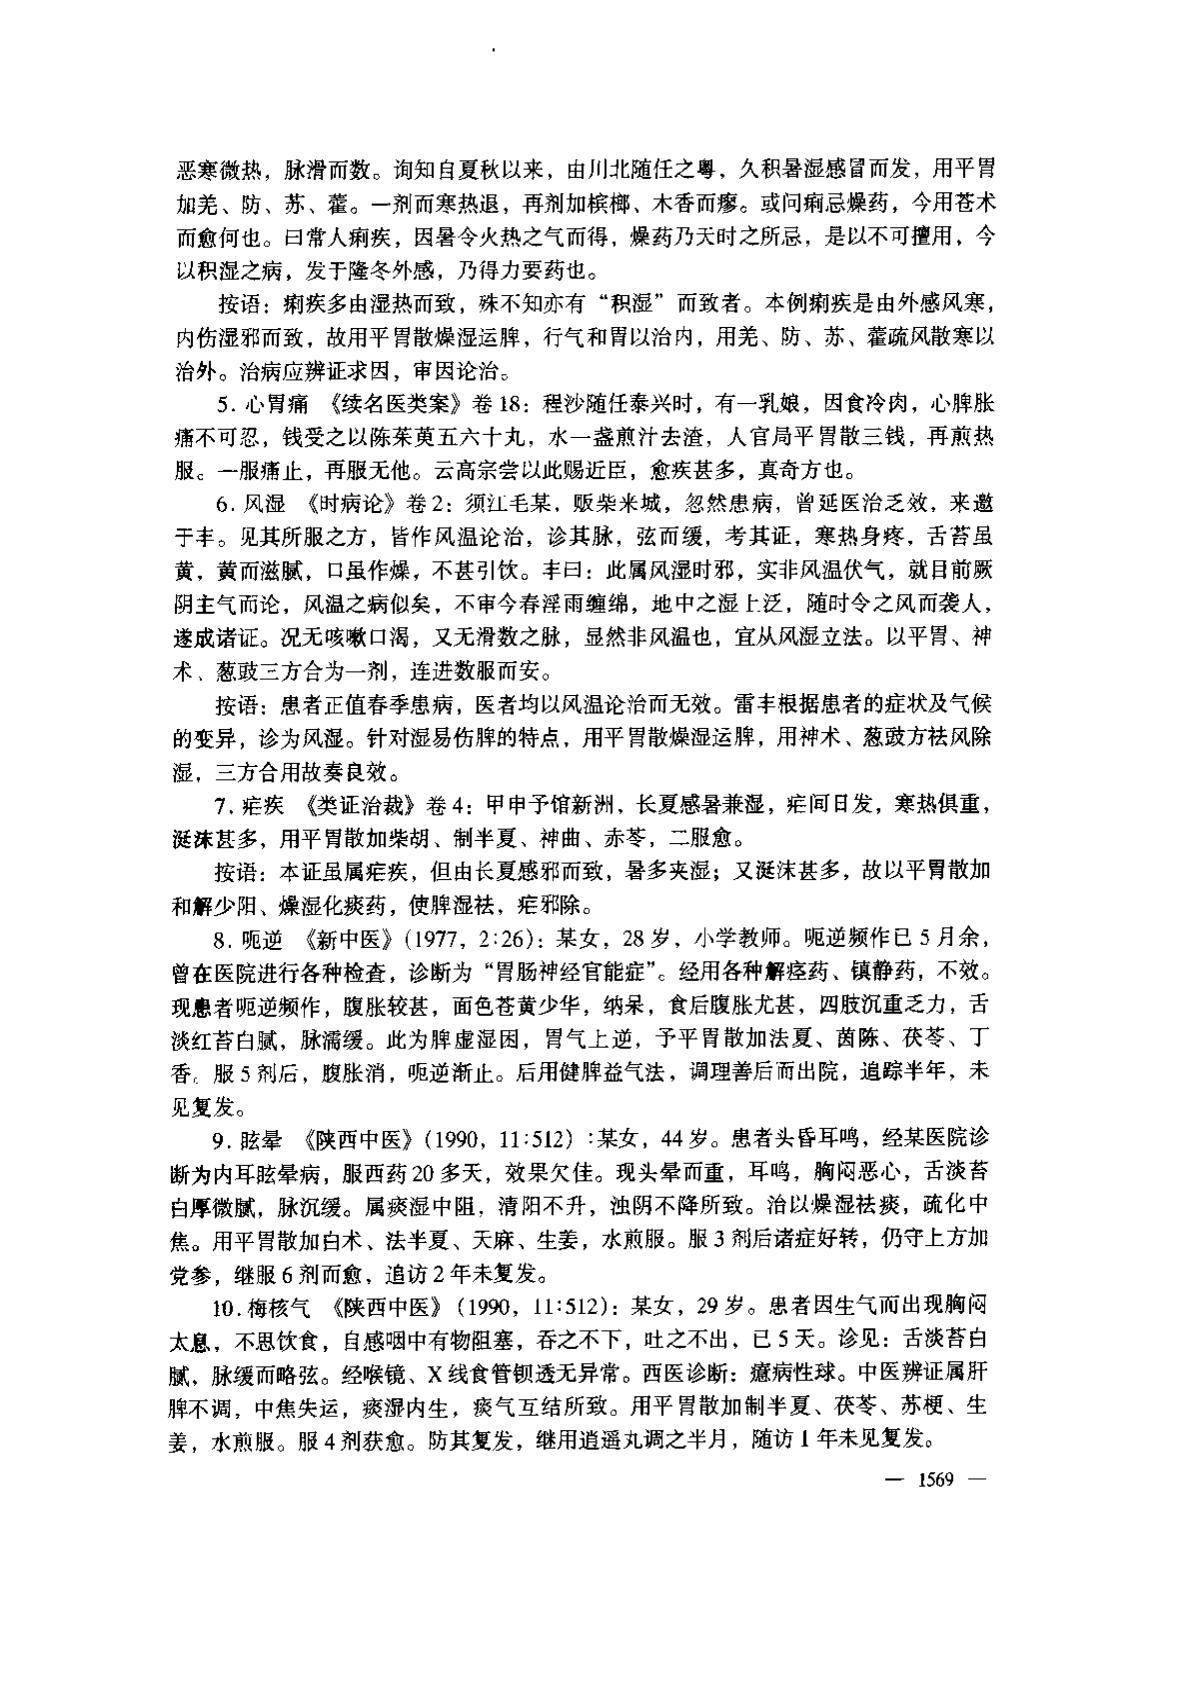 恶寒微热，脉滑而数。询知自夏秋以来，由川北随任之粤，久积暑湿感冒而发，用平胃
加羌、防、苏、藿。一剂而寒热退，再剂加槟榔、木香而瘳。或问痢忌燥药，今用苍术
而愈何也。曰常人痢疾，因暑令火热之气而得，燥药乃天时之所忌，是以不可擅用，今
以积湿之病，发于隆冬外感，乃得力要药也。
按语：痢疾多由湿热而致，殊不知亦有“积湿”而致者。本例痢疾是由外感风寒，
内伤湿邪而致，故用平胃散燥湿运脾，行气和胃以治内，用羌、防、苏、藿疏风散寒以
治外。治病应辨证求因，审因论治。
5. 心胃痛 《续名医类案》卷 18：程沙随任泰兴时，有一乳娘，因食冷肉，心脾胀
痛不可忍，钱受之以陈茱萸五六十丸，水一盏煎汁去渣，人官局平胃散三钱，再煎热
服。一服痛止，再服无他。云高宗尝以此赐近臣，愈疾甚多，真奇方也。
6. 风湿 《时病论》卷 2：须江毛某，贩柴来城，忽然患病，曾延医治乏效，来邀
于丰。见其所服之方，皆作风温论治，诊其脉，弦而缓，考其证，寒热身疼，舌苔虽
黄，黄而滋腻，口虽作燥，不甚引饮。丰曰：此属风湿时邪，实非风温伏气，就目前厥
阴主气而论，风温之病似矣，不审今春淫雨缠绵，地中之湿上泛，随时令之风而袭人，
遂成诸证。况无咳嗽口渴，又无滑数之脉，显然非风温也，宜从风湿立法。以平胃、神
术、葱豉三方合为一剂，连进数服而安。
按语：患者正值春季患病，医者均以风温论治而无效。雷丰根据患者的症状及气候
的变异，诊为风湿。针对湿易伤脾的特点，用平胃散燥湿运脾，用神术、葱豉方祛风除
湿，三方合用故奏良效。
7. 疟疾 《类证治裁》卷 4：甲申予馆新洲，长夏感暑兼湿，疟间日发，寒热俱重，
涎沫甚多，用平胃散加柴胡、制半夏、神曲、赤苓，二服愈。
按语：本证虽属疟疾，但由长夏感邪而致，暑多夹湿；又涎沫甚多，故以平胃散加
和解少阳、燥湿化痰药，使脾湿祛，疟邪除。
8. 呃逆 《新中医》（1977，2:26）：某女，28 岁，小学教师。呃逆频作已 5 月余，
曾在医院进行各种检查，诊断为“胃肠神经官能症”。经用各种解痉药、镇静药，不效。
现患者呃逆频作，腹胀较甚，面色苍黄少华，纳呆，食后腹胀尤甚，四肢沉重乏力，舌
淡红苔白腻，脉濡缓。此为脾虚湿因，胃气上逆，予平胃散加法夏、茵陈、茯苓、丁
香。服 5 剂后，腹胀消，呃逆渐止。后用健脾益气法，调理善后而出院，追踪半年，未
见复发。
9. 眩晕 《陕西中医》（1990，11:512）:某女，44 岁。患者头昏耳鸣，经某医院诊
断为内耳眩晕病，服西药 20 多天，效果欠佳。现头晕而重，耳鸣，胸闷恶心，舌淡苔
白厚微腻，脉沉缓。属痰湿中阻，清阳不升，浊阴不降所致。治以燥湿祛痰，疏化中
焦。用平胃散加白术、法半夏、天麻、生姜，水煎服。服 3 剂后诸症好转，仍守上方加
党参，继服 6 剂而愈，追访 2 年未复发。
10. 梅核气 《陕西中医》（1990，11:512）：某女，29 岁。患者因生气而出现胸闷
太息，不思饮食，自感咽中有物阻塞，吞之不下，吐之不出，已 5 天。诊见：舌淡苔白
腻，脉缓而略弦。经喉镜、X 线食管钡透无异常。西医诊断：癔病性球。中医辨证属肝
脾不调，中焦失运，痰湿内生，痰气互结所致。用平胃散加制半夏、茯苓、苏梗、生
姜，水煎服。服 4 剂获愈。防其复发，继用逍遥丸调之半月，随访 1 年未见复发。
— 1569 —